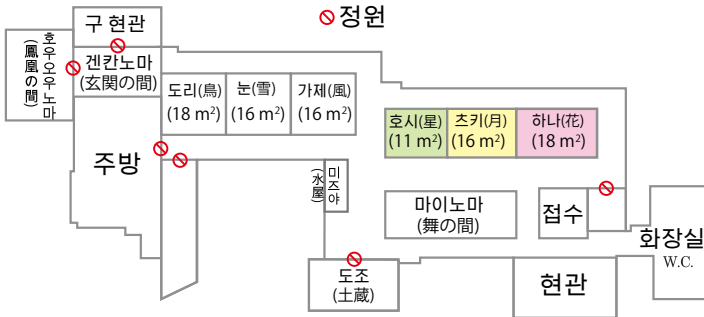 정원
구 현관
호우오우노마
(鳳凰の間)
겐칸노마
(玄関の間)
도리(鳥)
(18 m²)
눈(雪)
(16 m²)
가제(風)
(16 m²)
호시(星)
(11 m²)
츠키(月)
(16 m²)
하나(花)
(18 m²)
주방
미즈야
(水屋)
마이노마
(舞の間)
접수
화장실
W.C.
도조
(土蔵)
현관